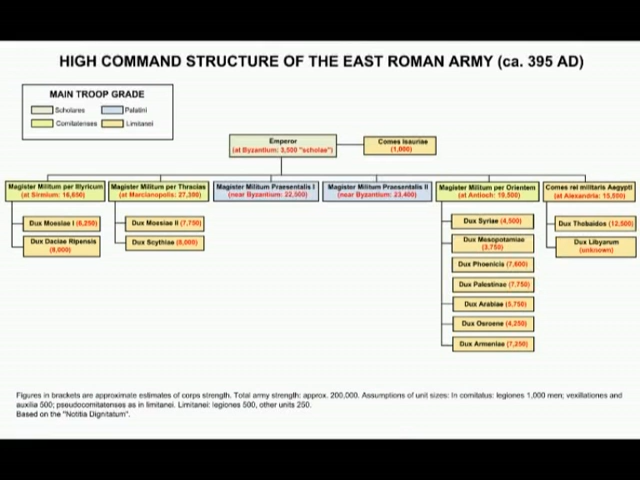 HIGH COMMAND STRUCTURE OF THE EAST ROMAN ARMY (ca. 395 AD)
MAIN TROOP GRADE
Scholares
Palatini
Comitatenses
Limitanei
Emperor
(at Byzantium: 3,500 "scholae")
Comes Isauriae
(1,000)
Magister Militum per Illyricum
(at Sirmium:
Magister Militum per Thracias
(at Marcianopolis:
Magister Militum Praesentalis I
(near Byzantium: 22,500)
Magister Militum Praesentalis II
(near Byzantium: 23,400)
Magister Militum per Orientem
(at Antioch: 19,500)
Comes rei militaris Aegypti
(at Alexandria: 15,500)
Dux Moesiae I (6,250)
Dux Daciae Ripensis
(8,000)
Dux Moesiae II (7,750)
Dux Scythiae (8,000)
Dux Syriae (4,500)
Dux Mesopotamiae
(3,750)
Dux Phoenicia (7,400)
Dux Palestinae (7,750)
Dux Arabiae (5,750)
Dux Osroene (4,250)
Dux Armeniae (7,250)
Dux Thebaidos (12,500)
Dux Libyarum
(unknown)
Figures in brackets are approximate estimates of corps strength. Total army strength: approx. 200,000. Assumptions of unit sizes: In comitatus: legiones 1,000 men; vexillationes and
auxilia 500; pseudocomitatenses as in limitanei. Limitanei: legiones 500, other units 250.
Based on the "Notitia Dignitatum".